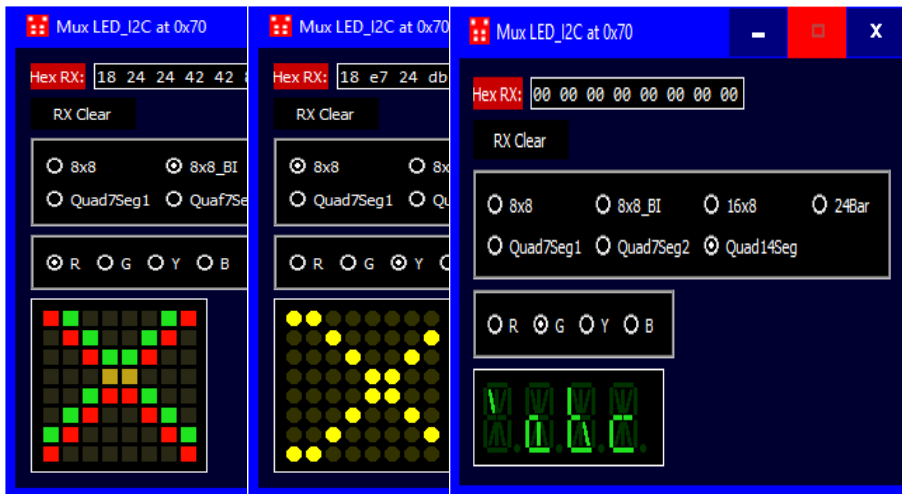 Mux LED_I2C at 0x70
Hex RX: 18 24 24 42 42
RX Clear
8x8 8x8_BI
Quad7Seg1 Quaf7Se
R G Y B
Mux LED_I2C at 0x70
Hex RX: 18 e7 24 db
RX Clear
8x8 8x
Quad7Seg1 Qu
R G Y
Mux LED_I2C at 0x70
X
Hex RX: 00 00 00 00 00 00 00 00
RX Clear
8x8 8x8_BI 16x8 24Bar
Quad7Seg1 Quad7Seg2 Quad14Seg
R G Y B